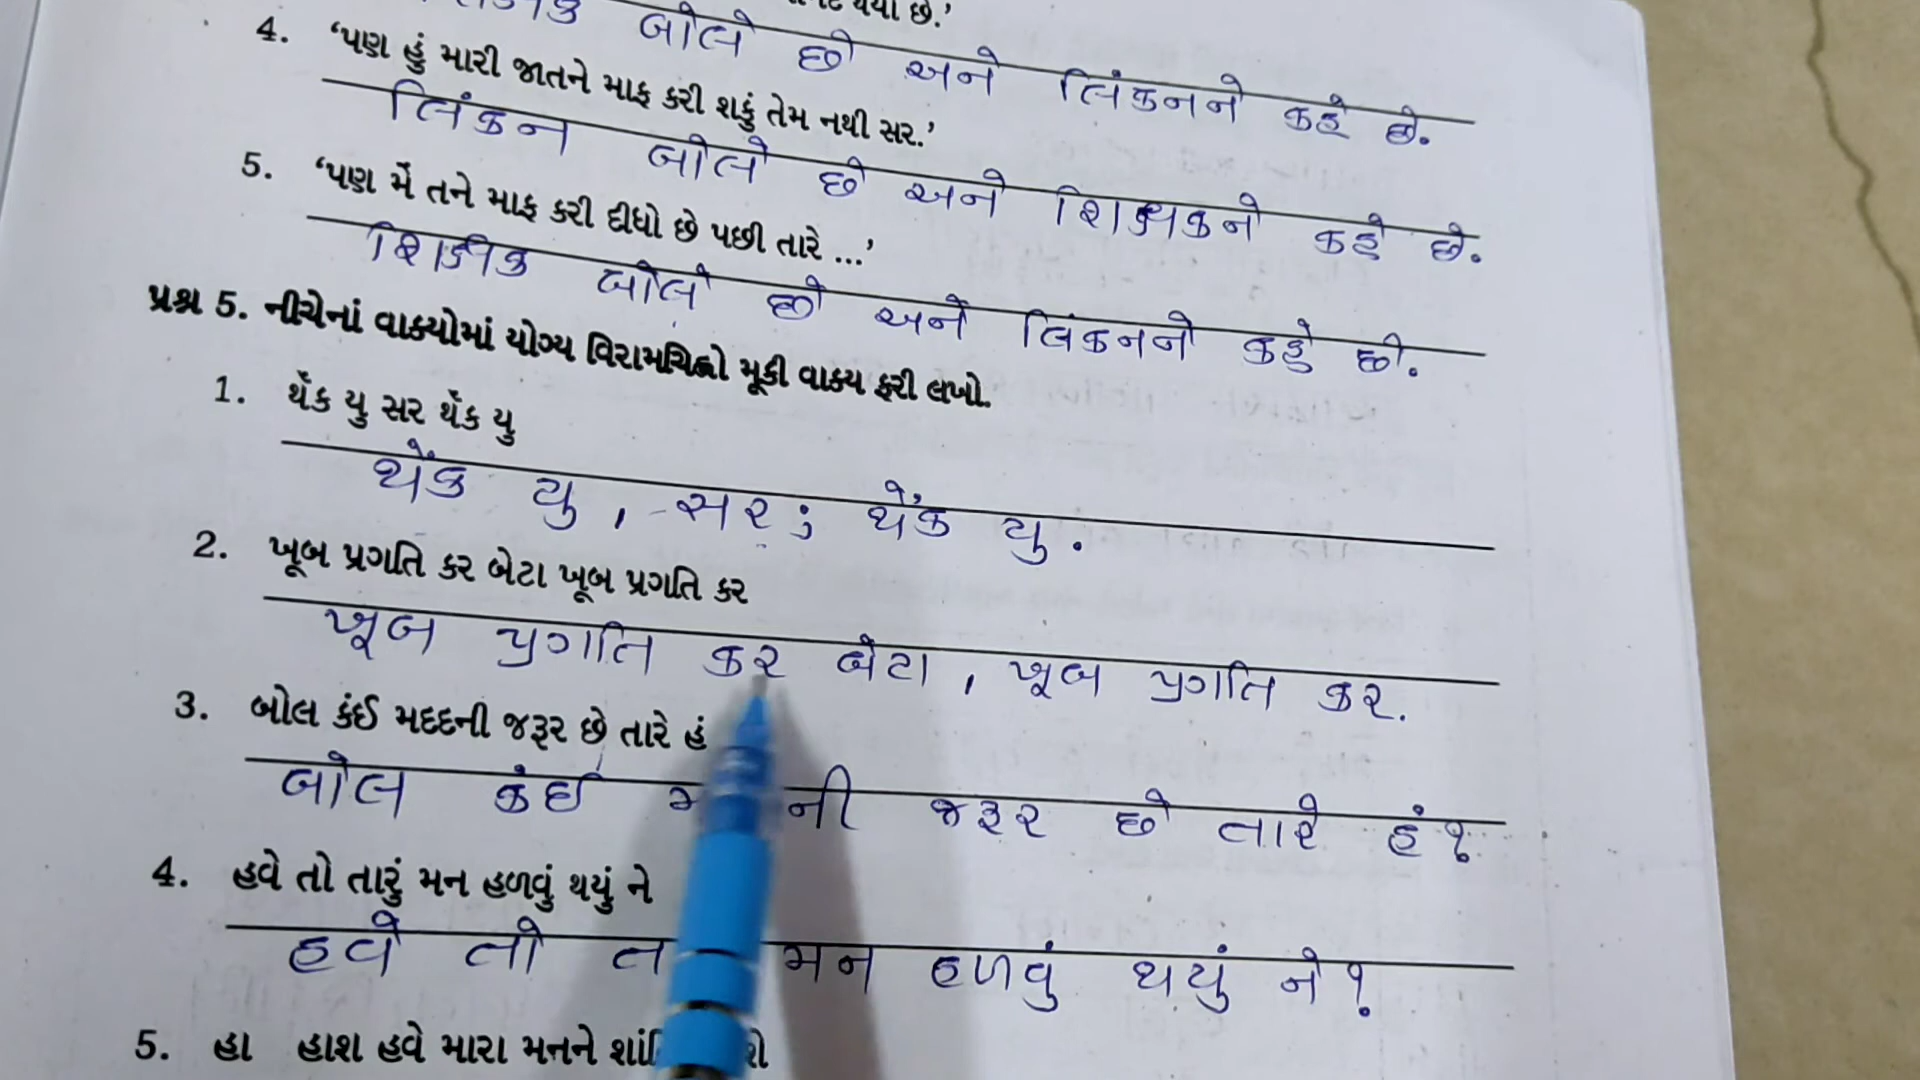 થયો છે.’
બોલે છે અને લિંકનને કહે છે.
4. ‘પણ હું મારી જાતને માફ કરી શકું તેમ નથી સર.’
લિંકન બોલે છે અને શિક્ષકને કહે છે.
5. ‘પણ મેં તને માફ કરી દીધો છે પછી તારે ...’
શિક્ષક બોલે છે અને લિંકનને કહે છે.
પ્રશ્ન 5. નીચેનાં વાક્યોમાં યોગ્ય વિરામચિહ્નો મૂકી વાક્ય ફરી લખો.
1. થૅંક યુ સર થૅંક યુ
થેંક યુ, સર; થેંક યુ.
2. ખૂબ પ્રગતિ કર બેટા ખૂબ પ્રગતિ કર
ખૂબ પ્રગતિ કર બેટા, ખૂબ પ્રગતિ કર.
3. બોલ કંઈ મદદની જરૂર છે તારે હં
બોલ કંઈ ની જરૂર છે તારે હં?
4. હવે તો તારું મન હળવું થયું ને
હવે તો મન હળવું થયું ને?
5. હા હાશ હવે મારા મનને